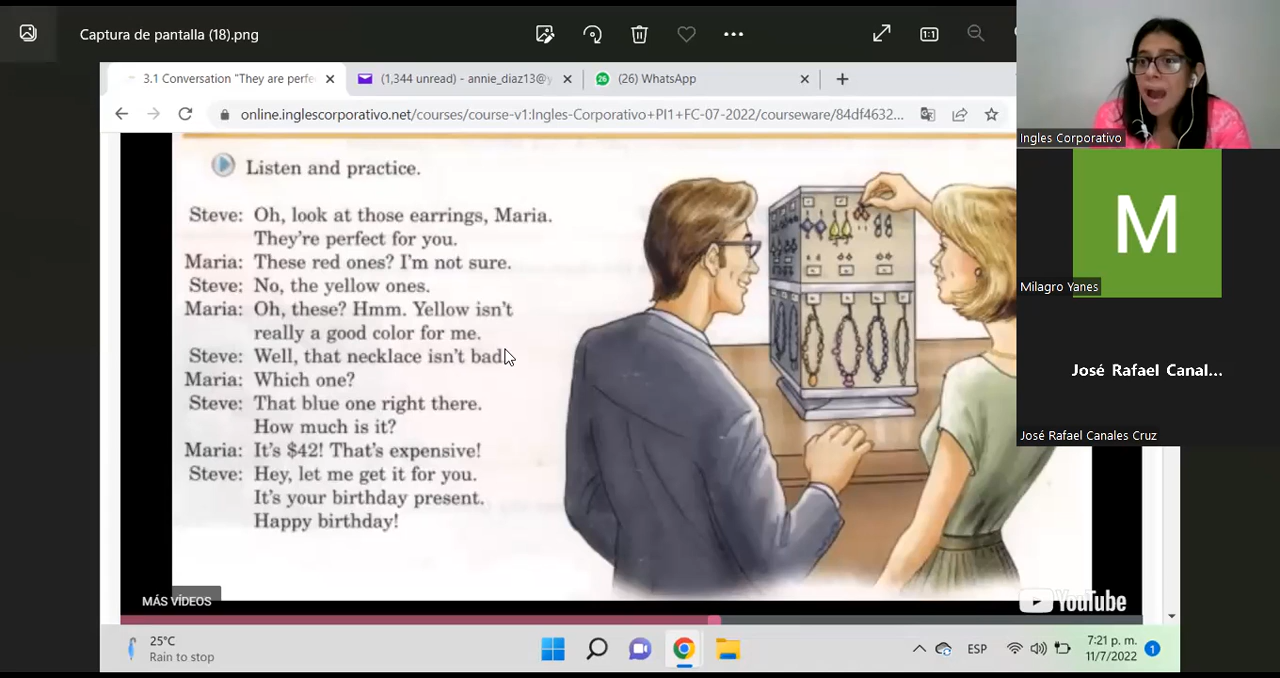 Captura de pantalla (18).png
1:1
3.1 Conversation "They are perfe
(1,344 unread) - annie_diaz13@y
26
(26) WhatsApp
online.inglescorporativo.net/courses/course-v1:Ingles-Corporativo+PI1+FC-07-2022/courseware/84df4632...
Ingles Corporativo
Listen and practice.
Steve: Oh, look at those earrings, Maria.
They're perfect for you.
Maria: These red ones? I'm not sure.
Steve: No, the yellow ones.
Maria: Oh, these? Hmm. Yellow isn't
really a good color for me.
Steve: Well, that necklace isn't bad
Maria: Which one?
Steve: That blue one right there.
How much is it?
Maria: It's $42! That's expensive!
Steve: Hey, let me get it for you.
It's your birthday present.
Happy birthday!
M
Milagro Yanes
José Rafael Canal...
José Rafael Canales Cruz
MÁS VÍDEOS
YouTube
25°C
Rain to stop
ESP
7:21 p. m.
11/7/2022
1